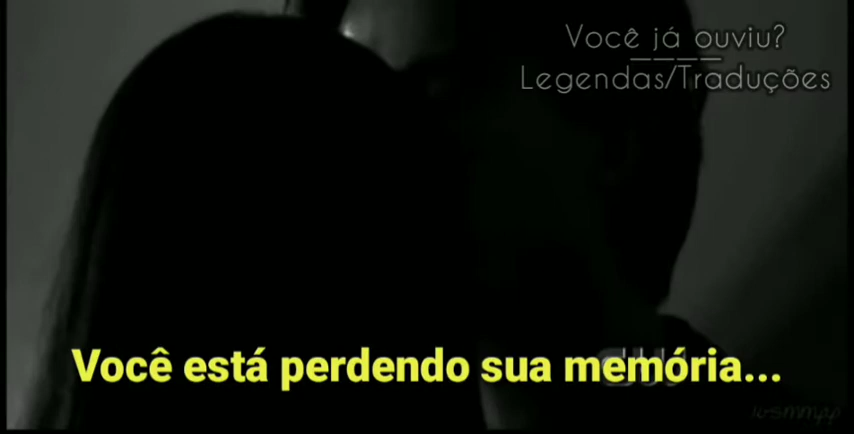 Você já ouviu?
Legendas/Traduções
Você está perdendo sua memória...